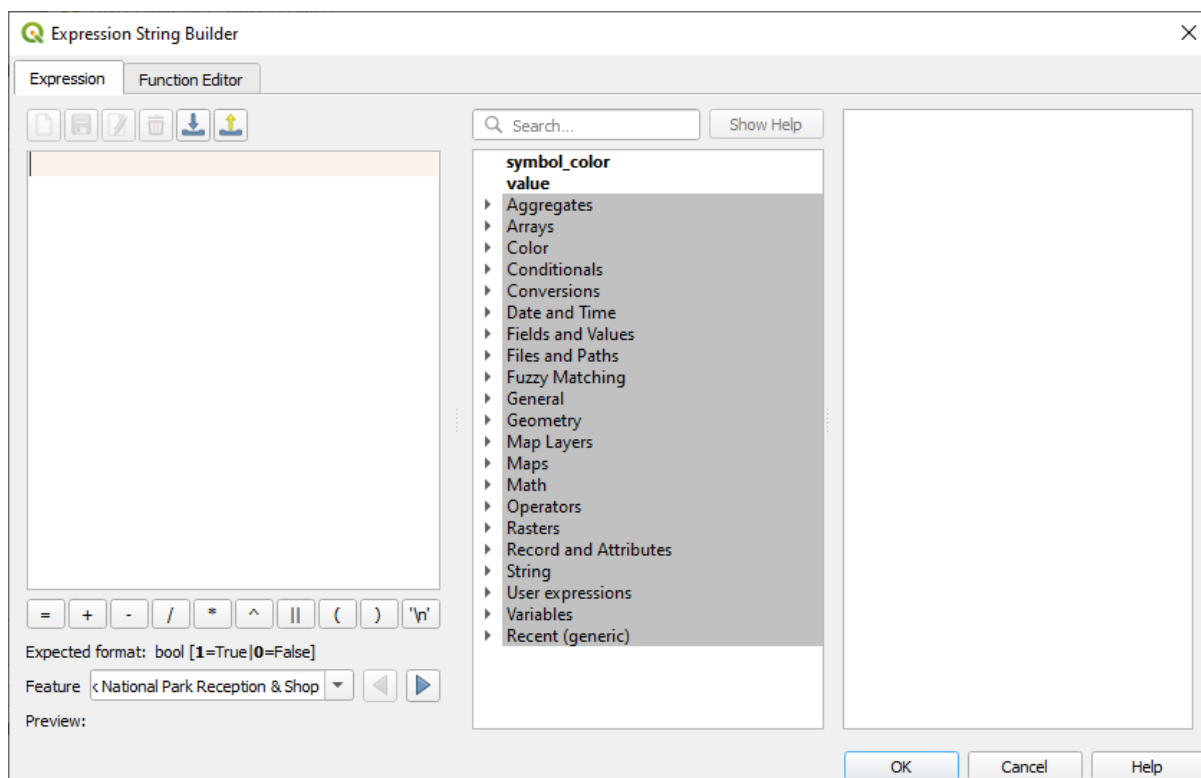 Expression String Builder
Expression
Function Editor
Search...
Show Help
symbol_color
value
Aggregates
Arrays
Color
Conditionals
Conversions
Date and Time
Fields and Values
Files and Paths
Fuzzy Matching
General
Geometry
Map Layers
Maps
Math
Operators
Rasters
Record and Attributes
String
User expressions
Variables
Recent (generic)
= + - / * ^ || ( ) '\n'
Expected format: bool [1=True|0=False]
Feature National Park Reception & Shop
Preview:
OK Cancel Help